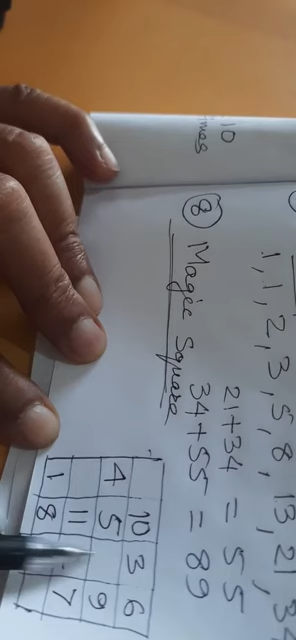 10
1, 1, 2, 3, 5, 8, 13, 21, 3
21+34 = 55
34+55 = 89
8 Magic Square
10 3 6
4 5 9
11 7
1 8